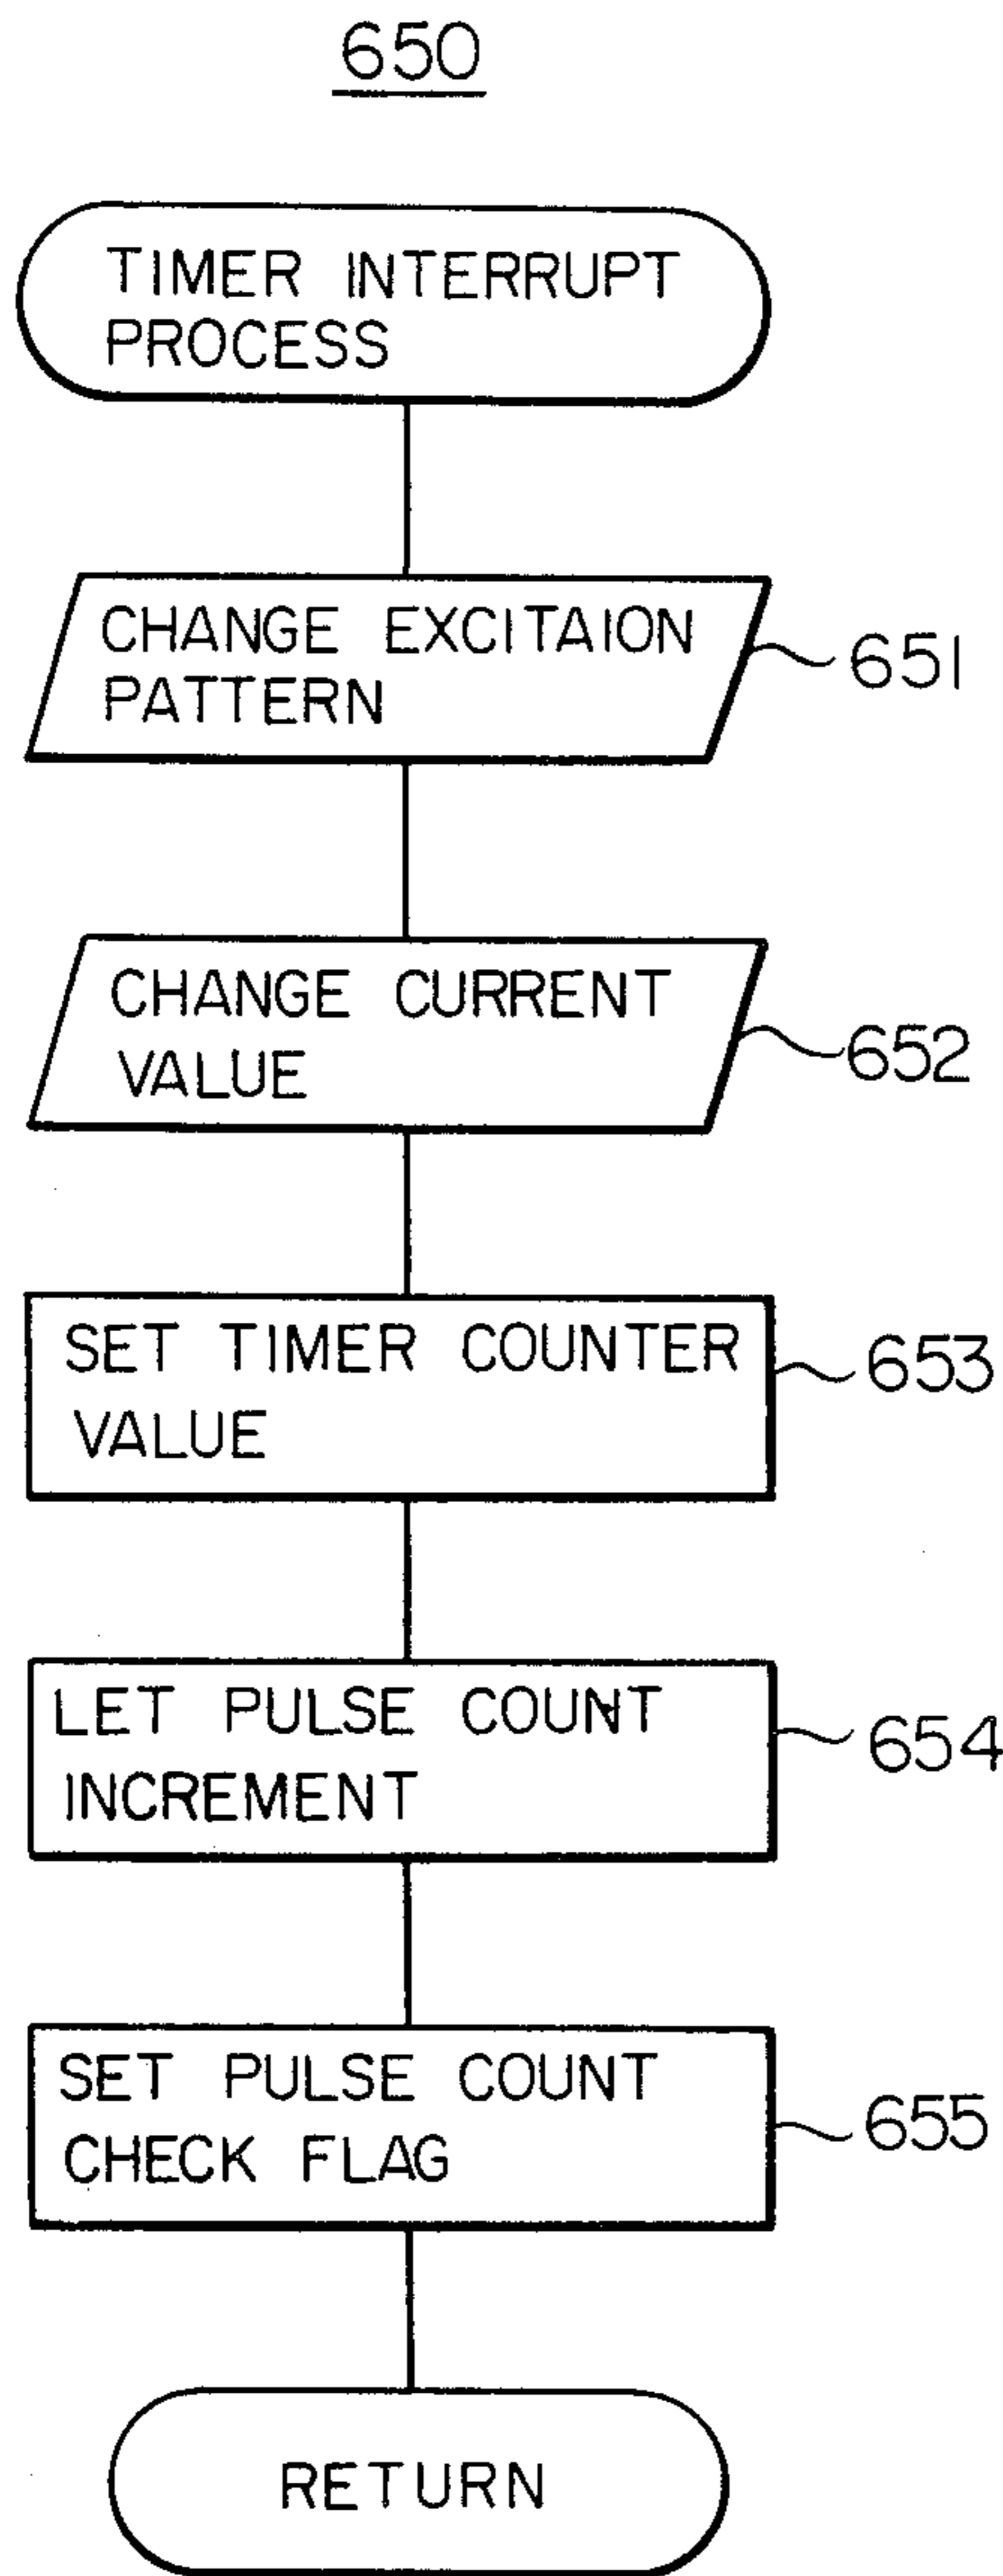 650
TIMER INTERRUPT
PROCESS
CHANGE EXCITAION
PATTERN
651
CHANGE CURRENT
VALUE
652
SET TIMER COUNTER
VALUE
653
LET PULSE COUNT
INCREMENT
654
SET PULSE COUNT
CHECK FLAG
655
RETURN